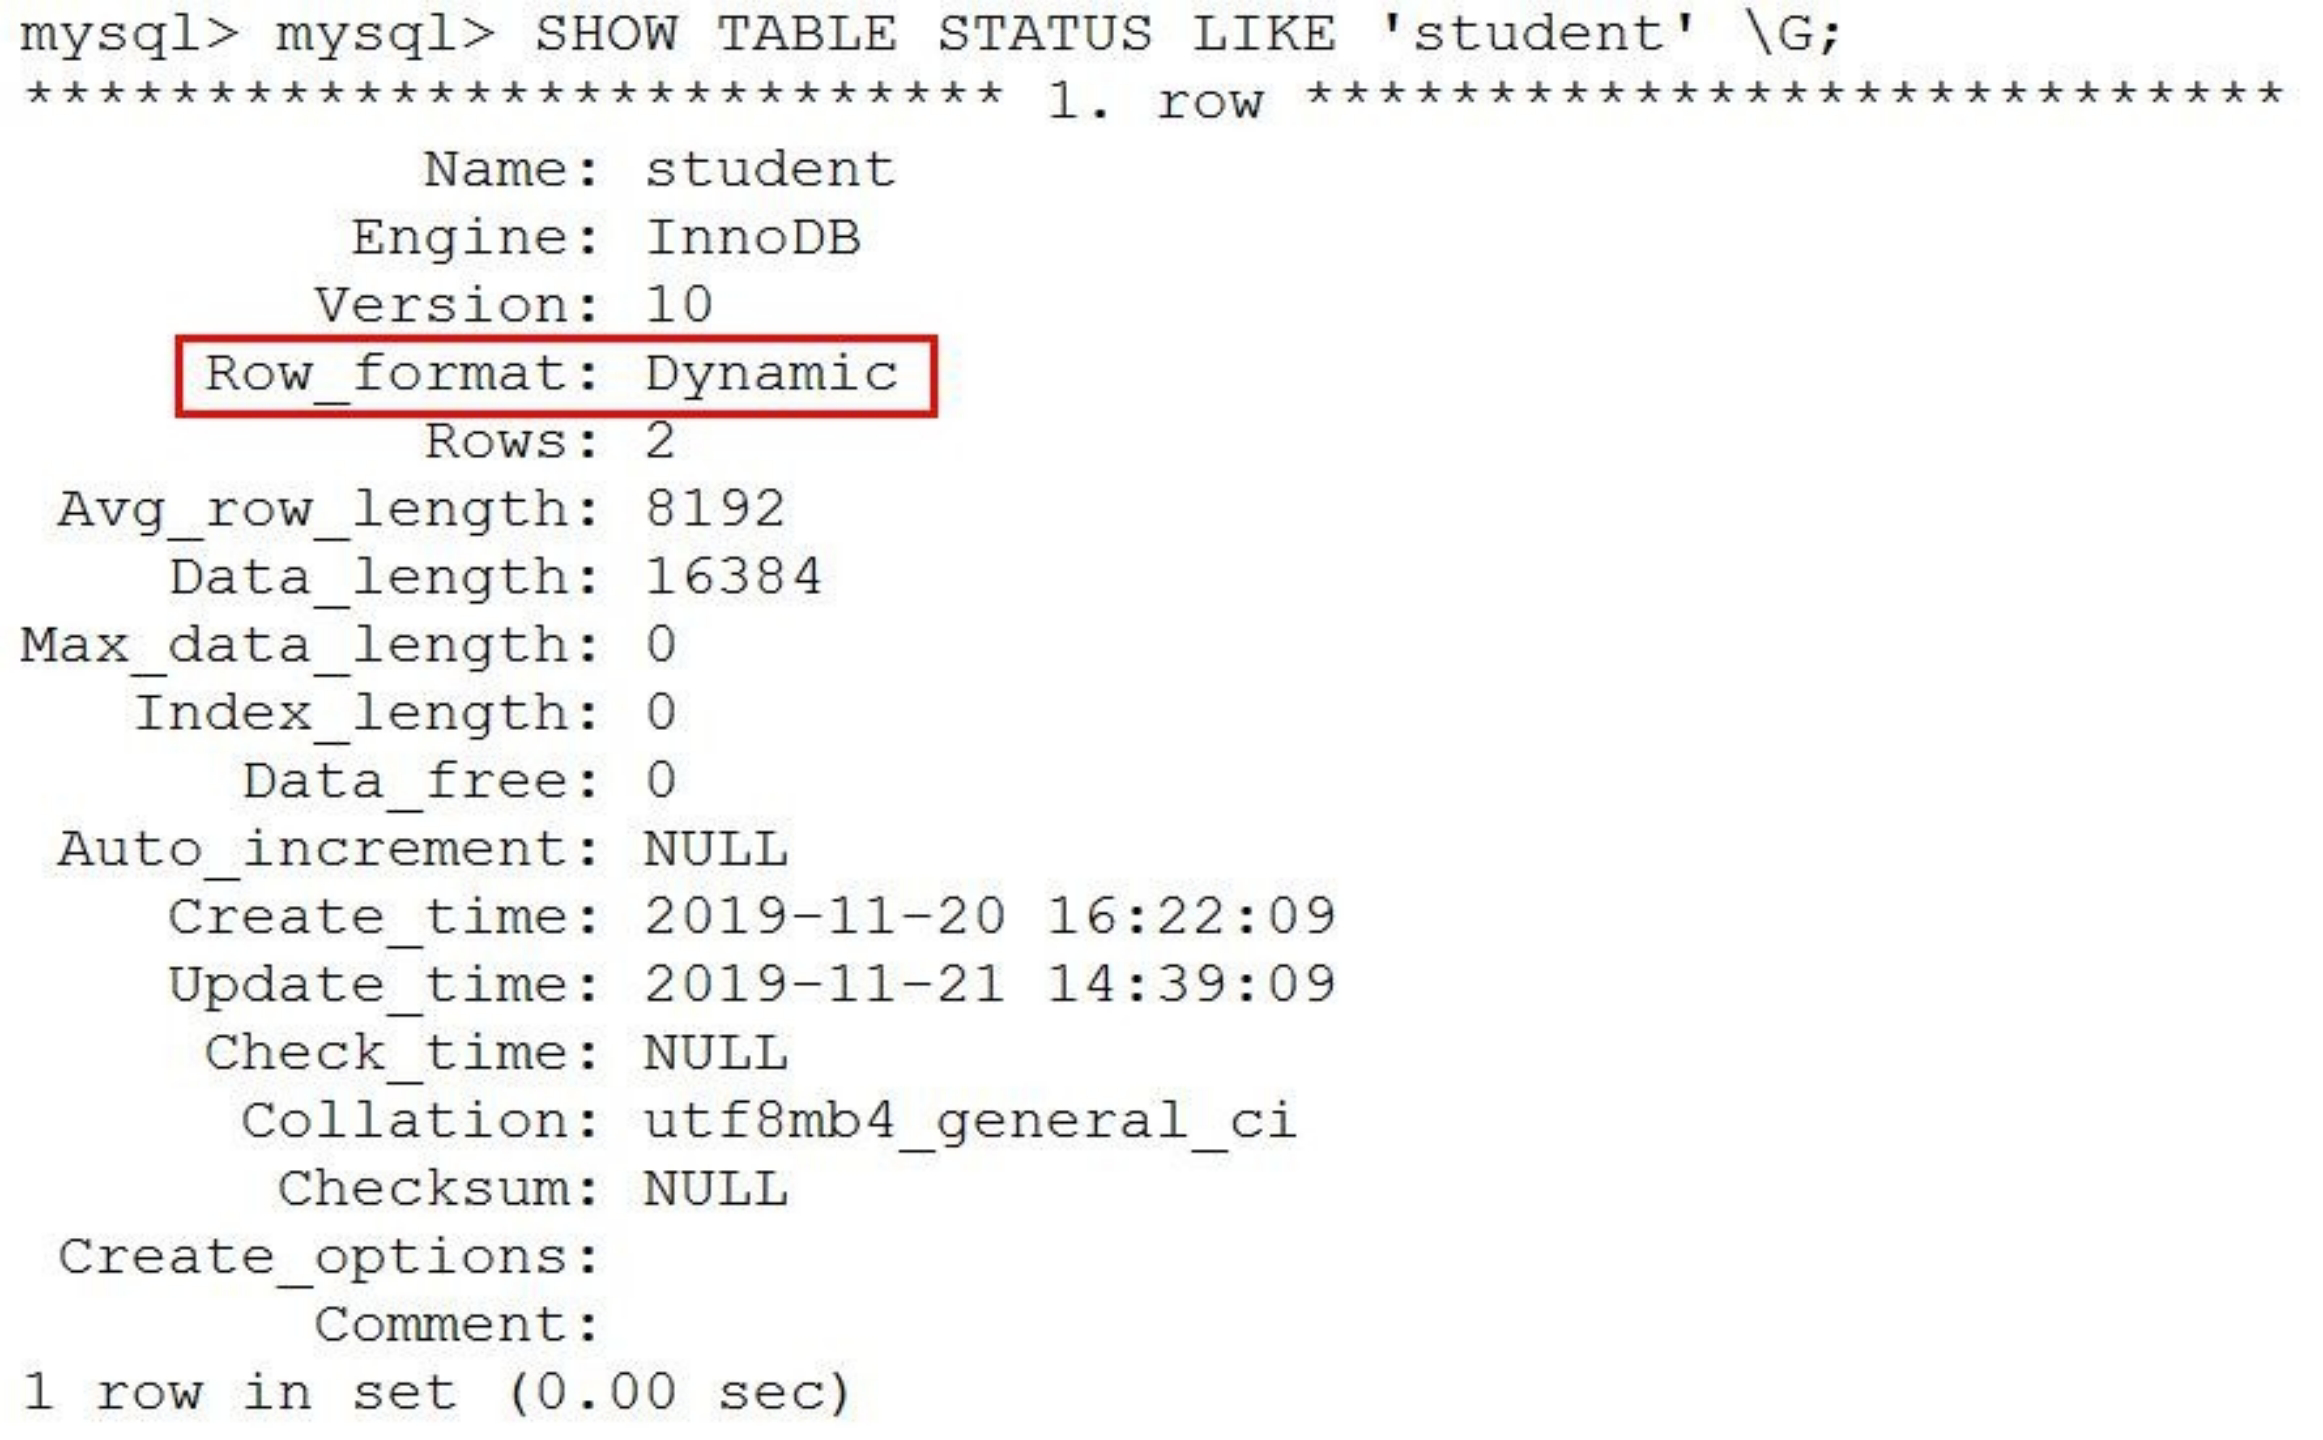 mysql> mysql> SHOW TABLE STATUS LIKE 'student' \G;
*************************** 1. row ***************************
Name: student
Engine: InnoDB
Version: 10
Row_format: Dynamic
Rows: 2
Avg_row_length: 8192
Data_length: 16384
Max_data_length: 0
Index_length: 0
Data_free: 0
Auto_increment: NULL
Create_time: 2019-11-20 16:22:09
Update_time: 2019-11-21 14:39:09
Check_time: NULL
Collation: utf8mb4_general_ci
Checksum: NULL
Create_options:
Comment:
1 row in set (0.00 sec)